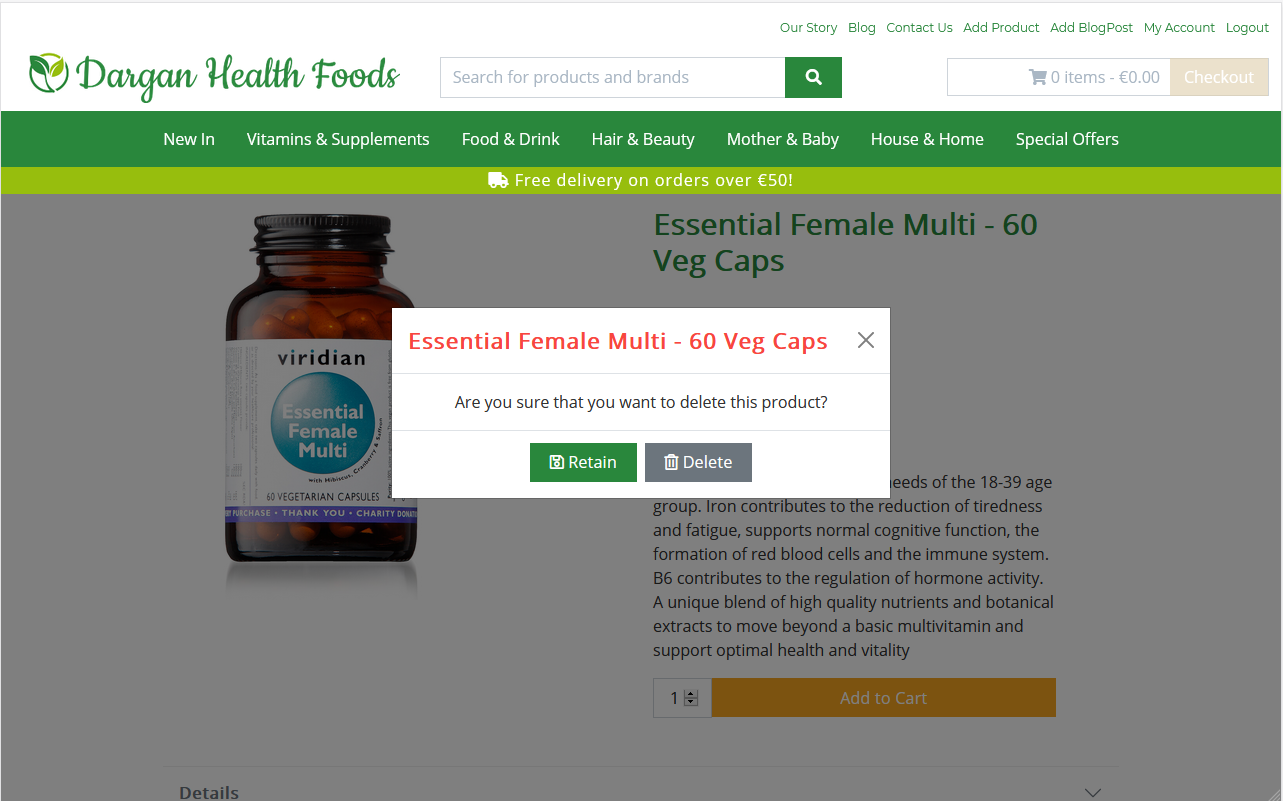 Our Story Blog Contact Us Add Product Add BlogPost My Account Logout
Dargan Health Foods
Search for products and brands
0 items - €0.00 Checkout
New In Vitamins & Supplements Food & Drink Hair & Beauty Mother & Baby House & Home Special Offers
Free delivery on orders over €50!
Essential Female Multi - 60
Veg Caps
viridian
Essential
Female
Multi
with Hibiscus, Cranberry & Saffron
60 VEGETARIAN CAPSULES
PURCHASE • THANK YOU • CHARITY
Essential Female Multi - 60 Veg Caps
Are you sure that you want to delete this product?
Retain Delete
needs of the 18-39 age
group. Iron contributes to the reduction of tiredness
and fatigue, supports normal cognitive function, the
formation of red blood cells and the immune system.
B6 contributes to the regulation of hormone activity.
A unique blend of high quality nutrients and botanical
extracts to move beyond a basic multivitamin and
support optimal health and vitality
1 Add to Cart
Details